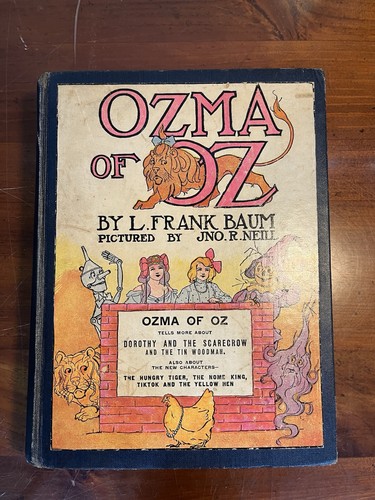 OZMA
OF OZ
BY L. FRANK BAUM
PICTURED BY JNO. R. NEILL
OZMA OF OZ
TELLS MORE ABOUT
DOROTHY AND THE SCARECROW
AND THE TIN WOODMAN.
ALSO ABOUT
THE NEW CHARACTERS—
THE HUNGRY TIGER, THE NOME KING,
TIKTOK AND THE YELLOW HEN